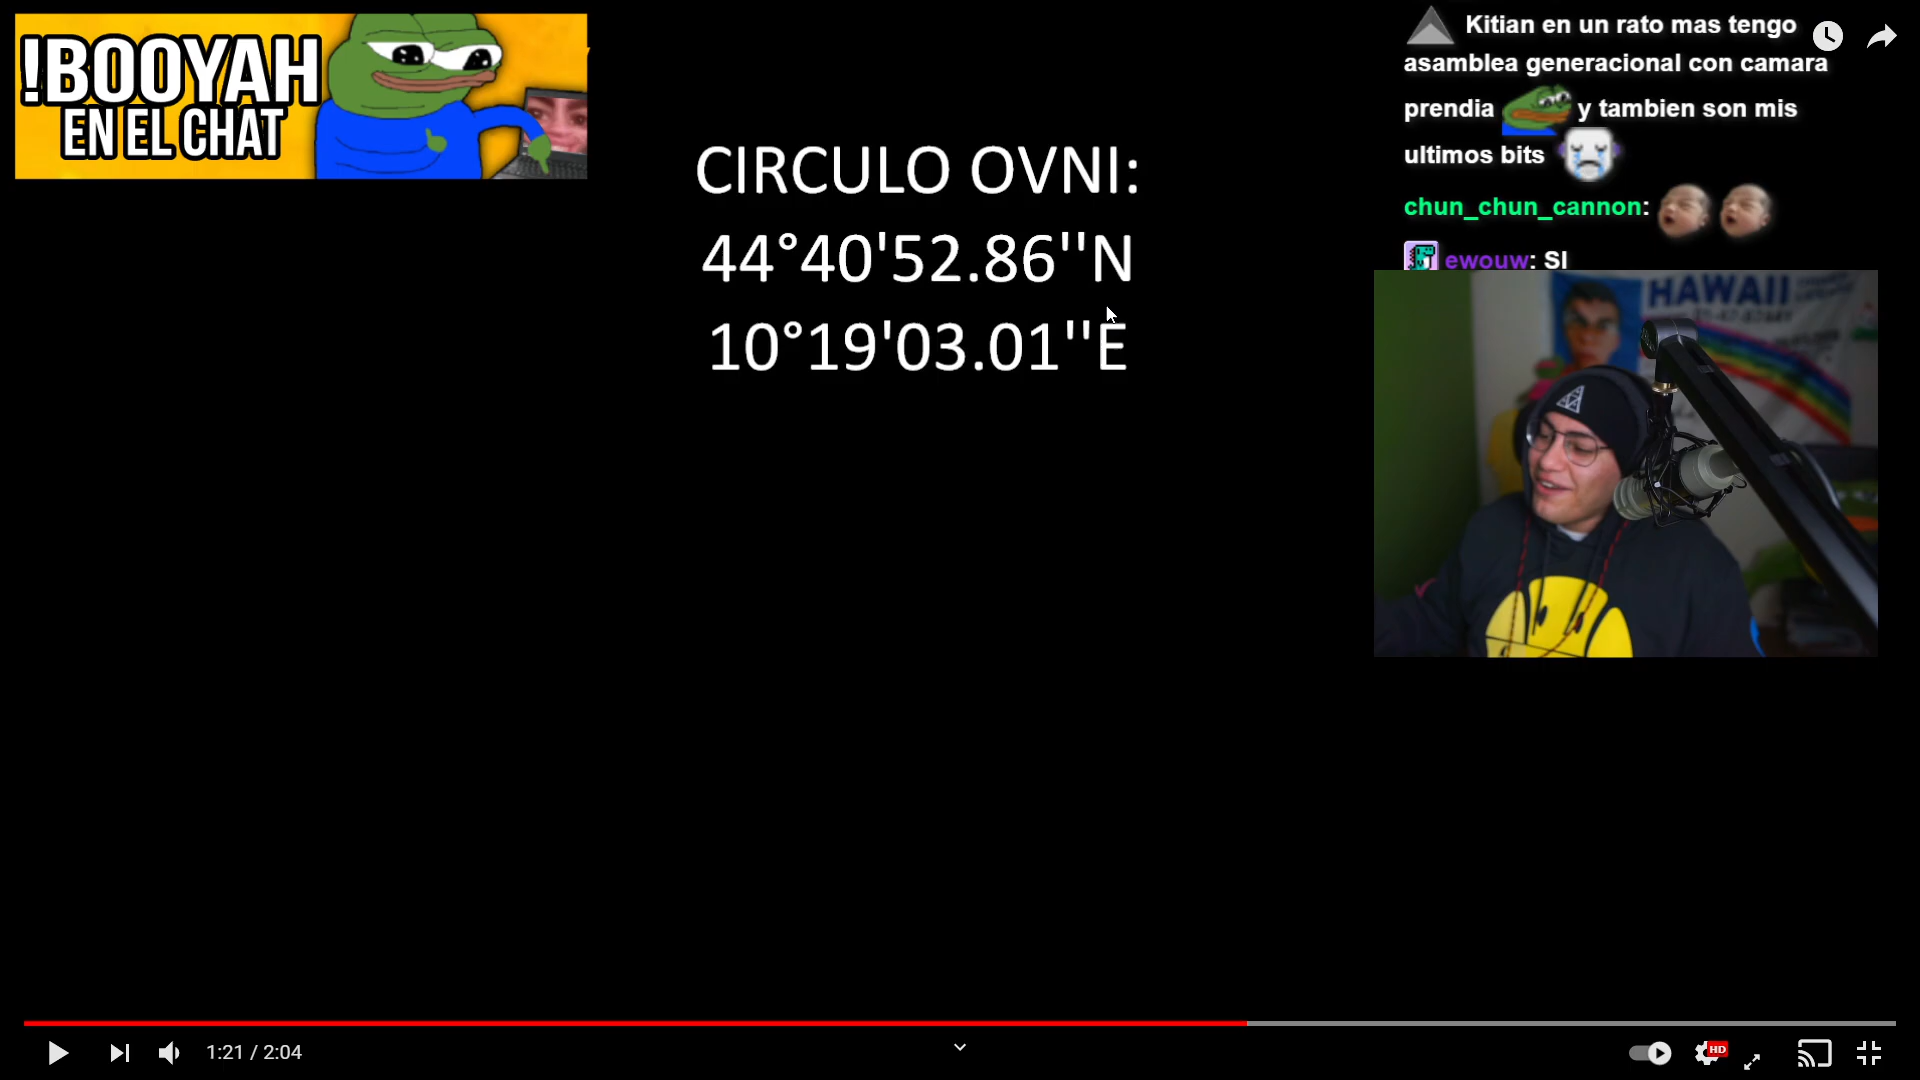 !BOOYAH
EN EL CHAT
CIRCULO OVNI:
44°40'52.86''N
10°19'03.01''E
Kitian en un rato mas tengo
asamblea generacional con camara
prendia y tambien son mis
ultimos bits
chun_chun_cannon:
ewouw: SI
HAWAII
1:21 / 2:04
HD